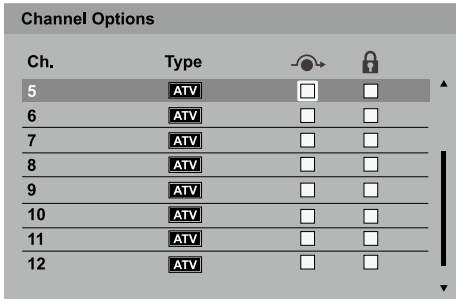 Channel Options
Ch. Type
5 ATV
6 ATV
7 ATV
8 ATV
9 ATV
10 ATV
11 ATV
12 ATV